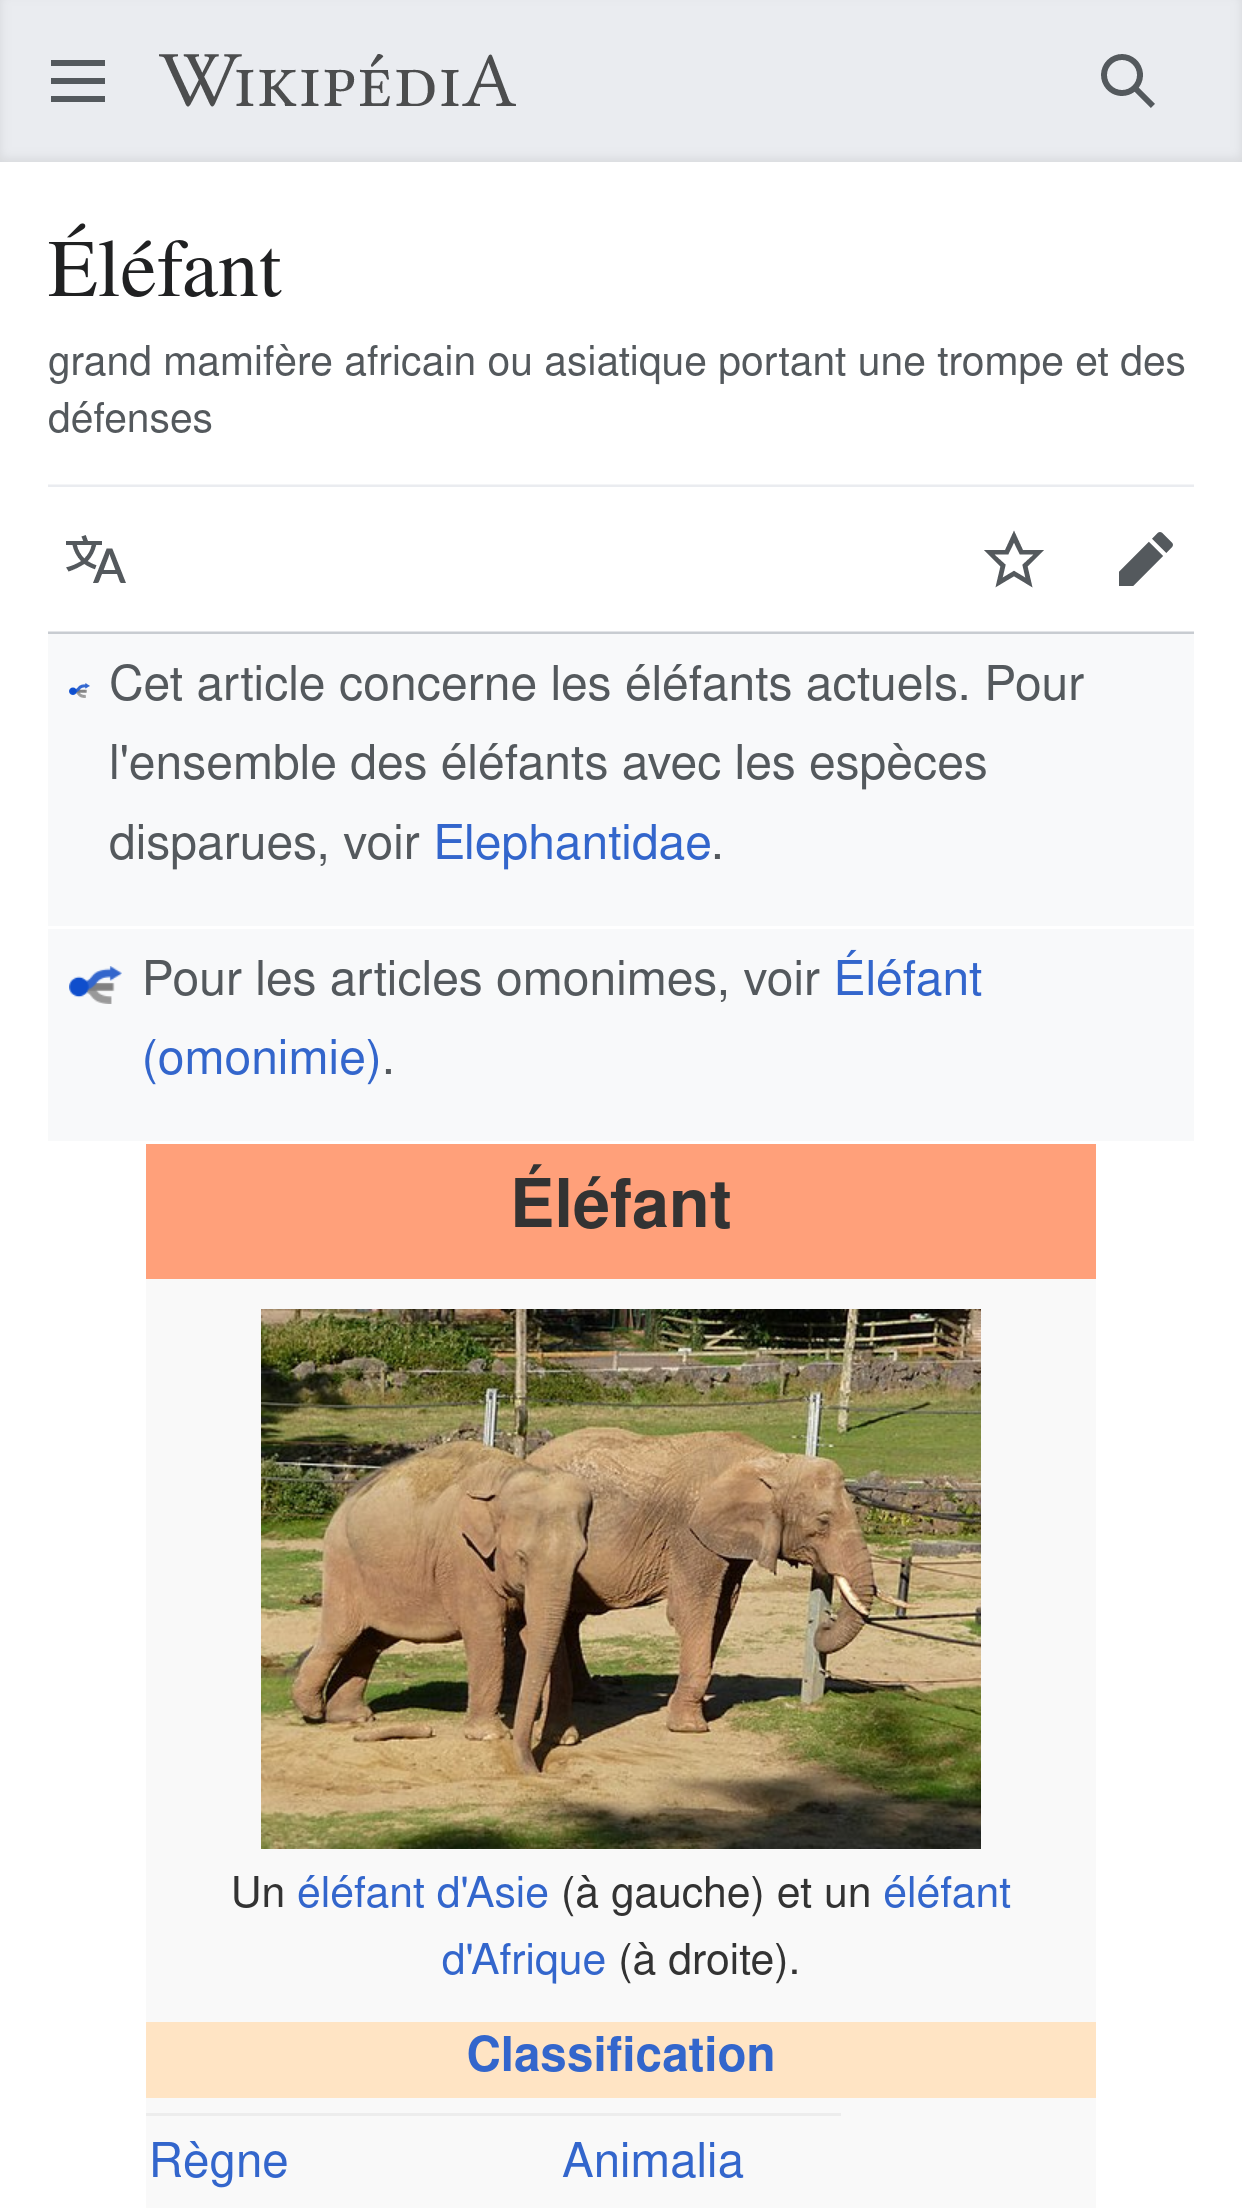 WIKIPÉDIA
Éléfant
grand mamifère africain ou asiatique portant une trompe et des
défenses
Cet article concerne les éléfants actuels. Pour
l'ensemble des éléfants avec les espèces
disparues, voir Elephantidae.
Pour les articles omonimes, voir Éléfant
(omonimie).
Éléfant
Un éléfant d'Asie (à gauche) et un éléfant
d'Afrique (à droite).
Classification
Règne Animalia